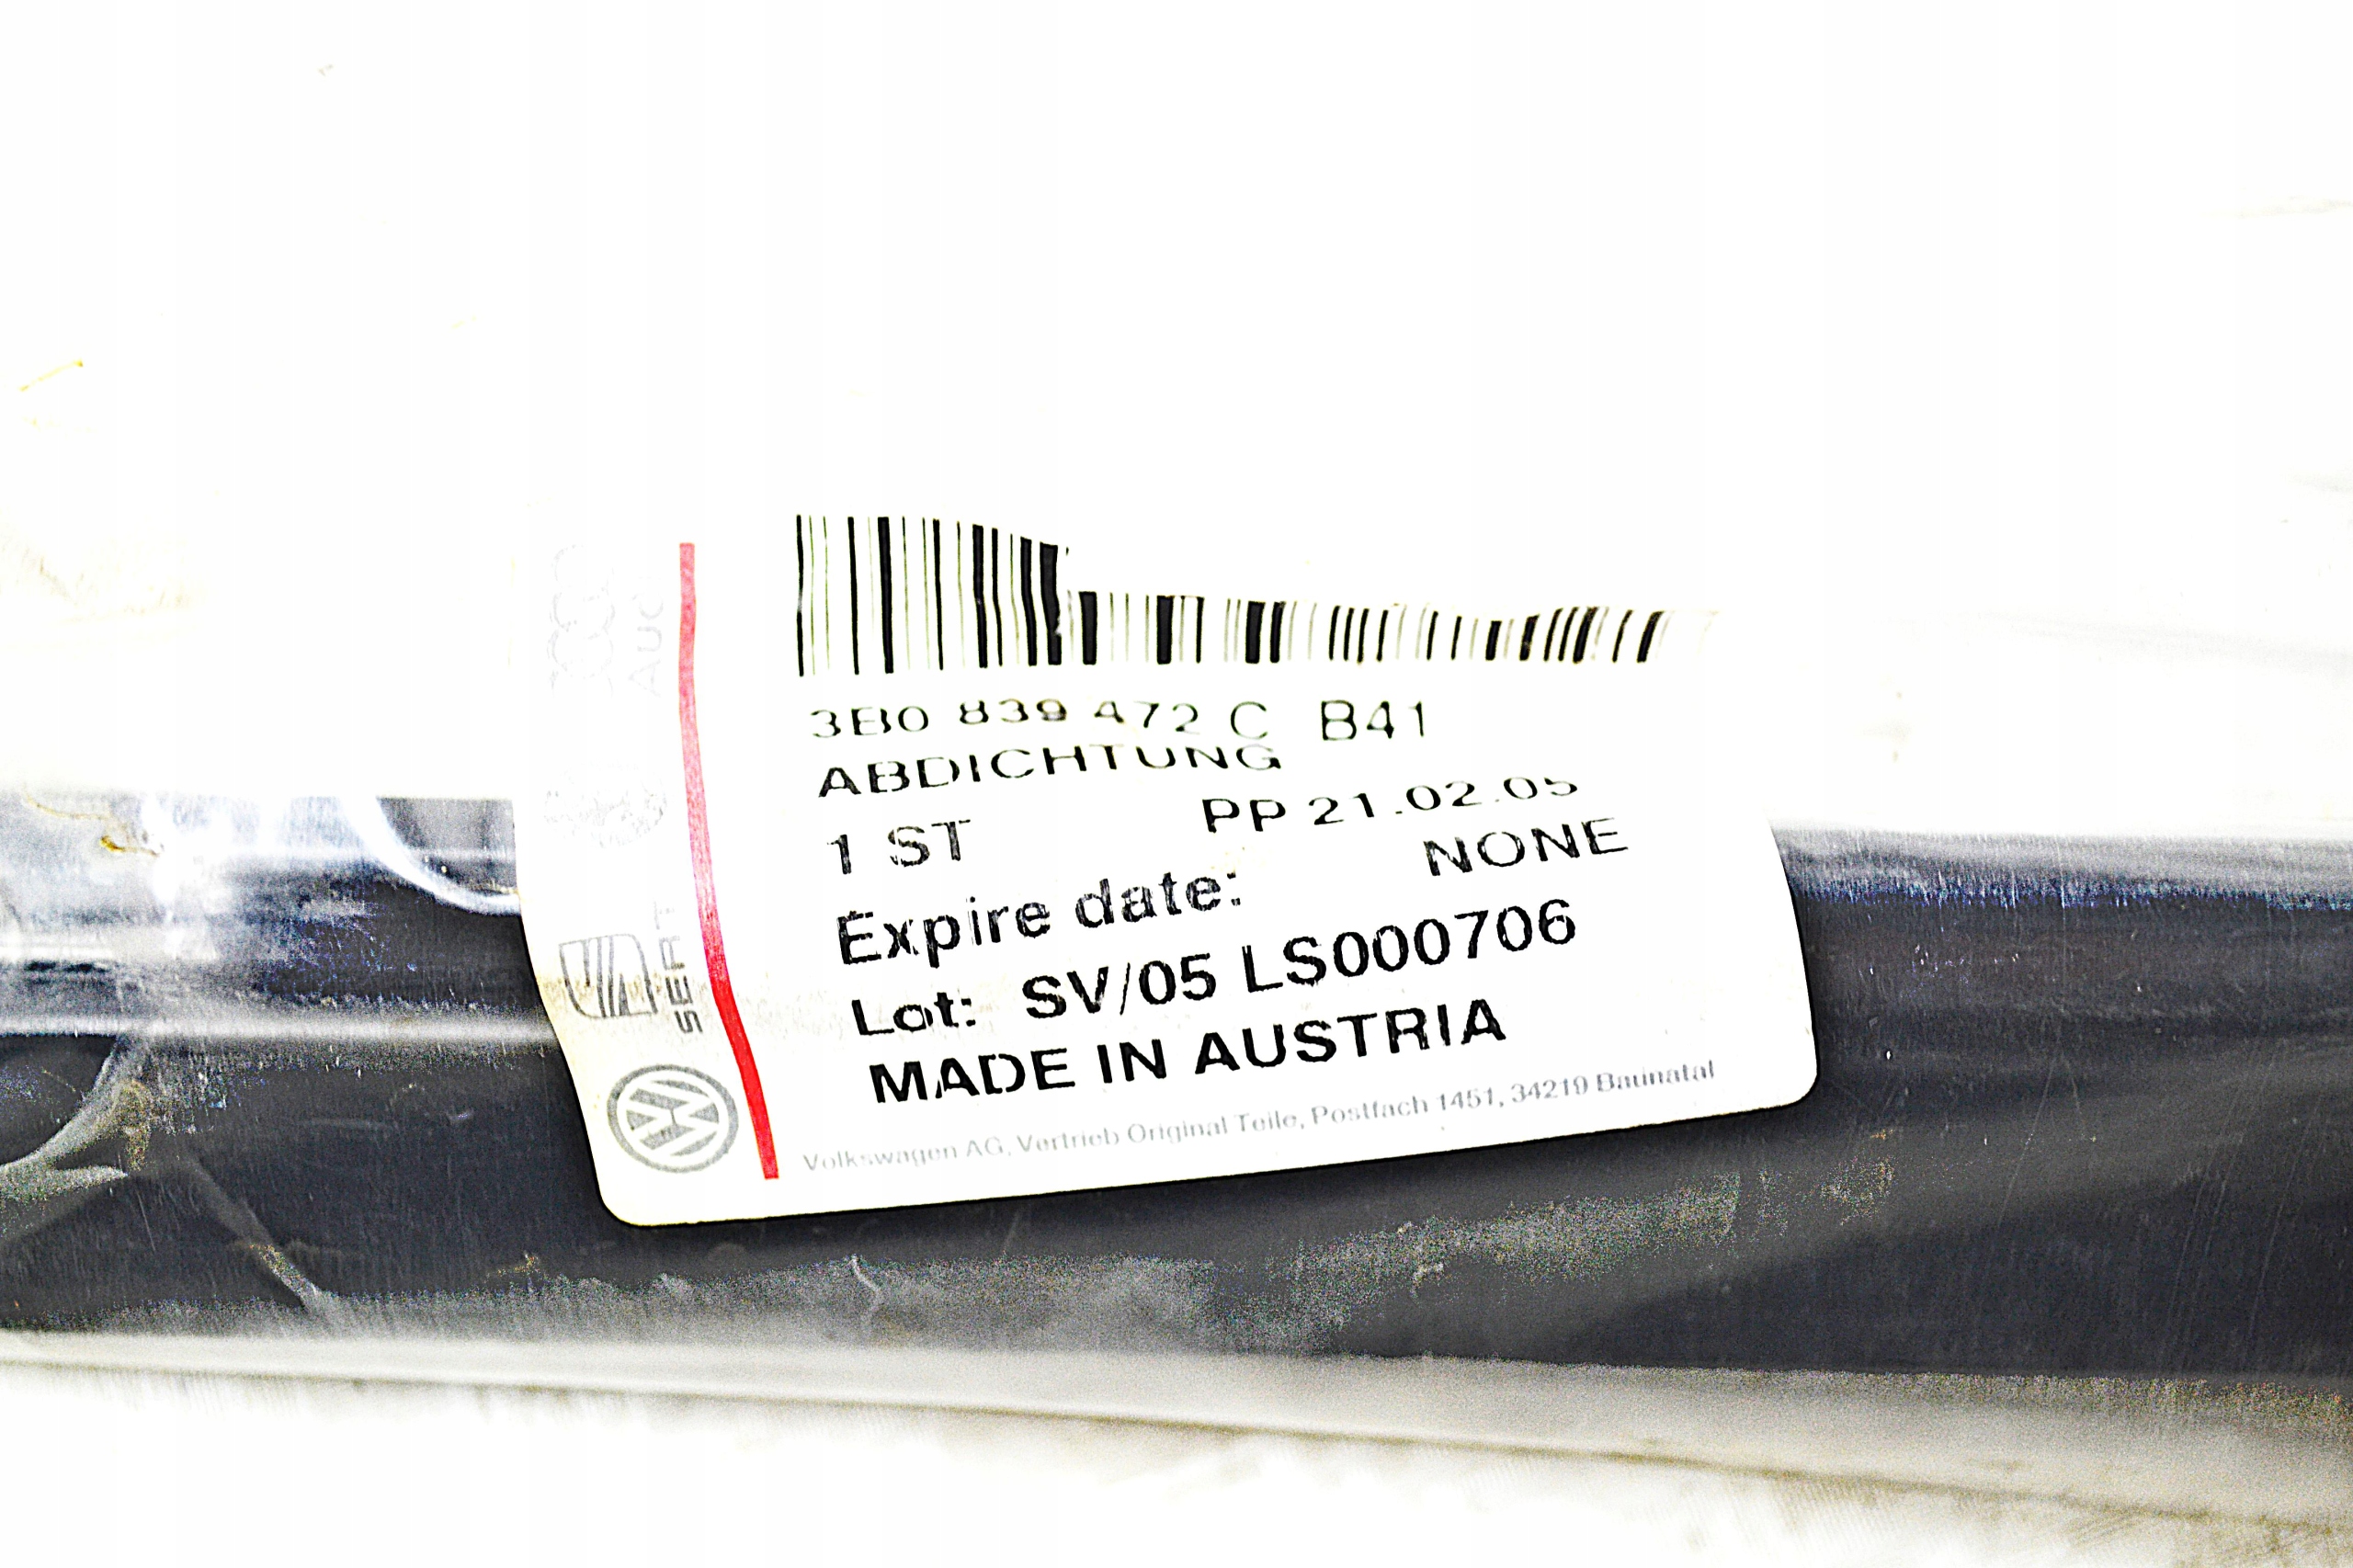 3B0 839 472 C B41
ABDICHTUNG
1 ST PP 21.02.05
Expire date: NONE
Lot: SV/05 LS000706
MADE IN AUSTRIA
Volkswagen AG, Vertrieb Original Teile, Postfach 1451, 34219 Baunatal
Audi
SEAT